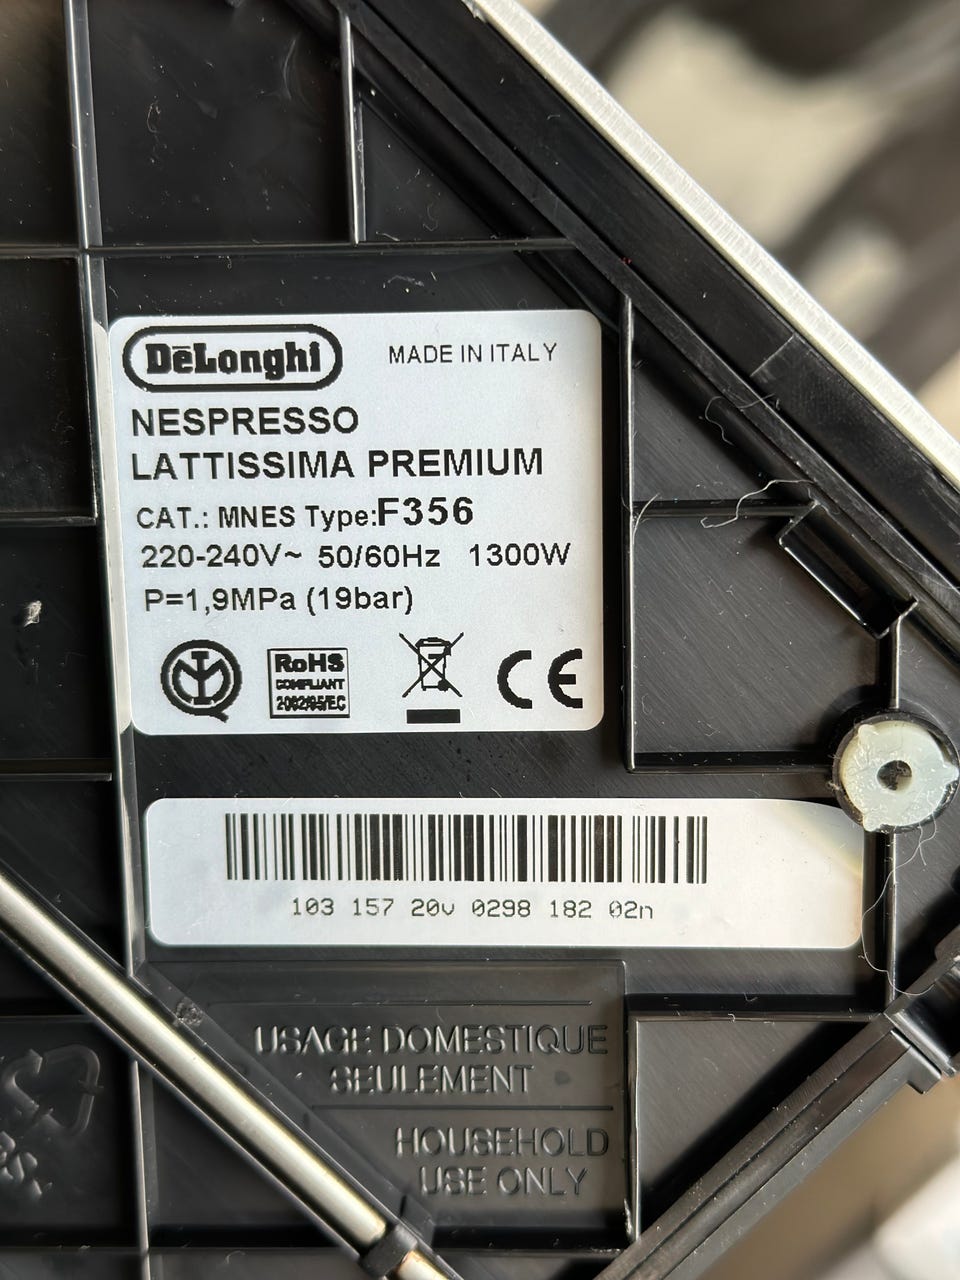 DēLonghi
MADE IN ITALY
NESPRESSO
LATTISSIMA PREMIUM
CAT.: MNES Type:F356
220-240V~ 50/60Hz 1300W
P=1,9MPa (19bar)
RoHS
COMPLIANT
2002/95/EC
CE
103 157 20v 0298 182 02n
USAGE DOMESTIQUE
SEULEMENT
HOUSEHOLD
USE ONLY